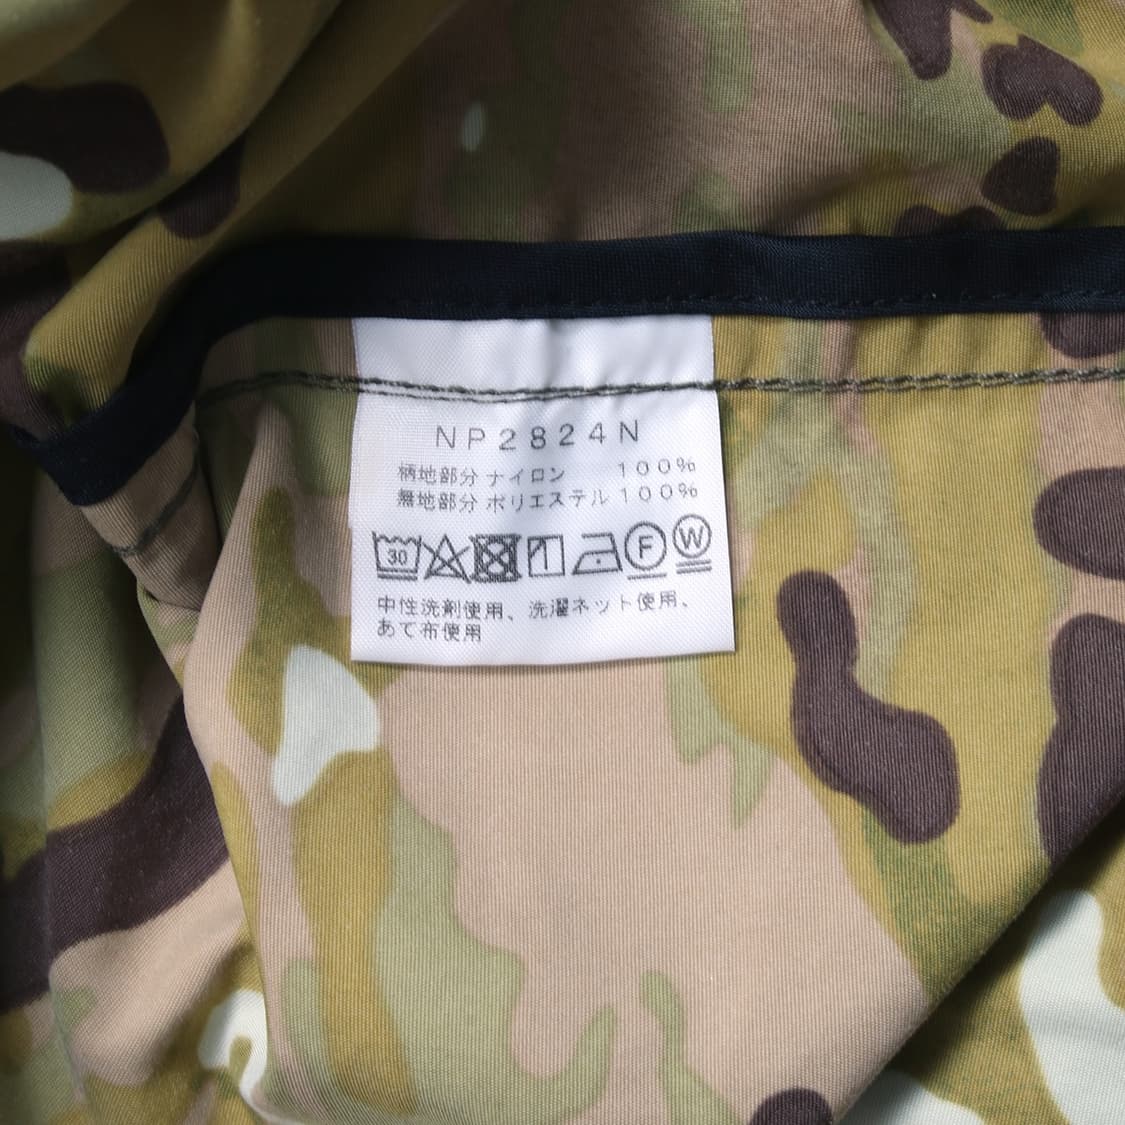 NP2824N
柄地部分 ナイロン 100%
無地部分 ポリエステル 100%
30 F W
中性洗剤使用、洗濯ネット使用、
あて布使用